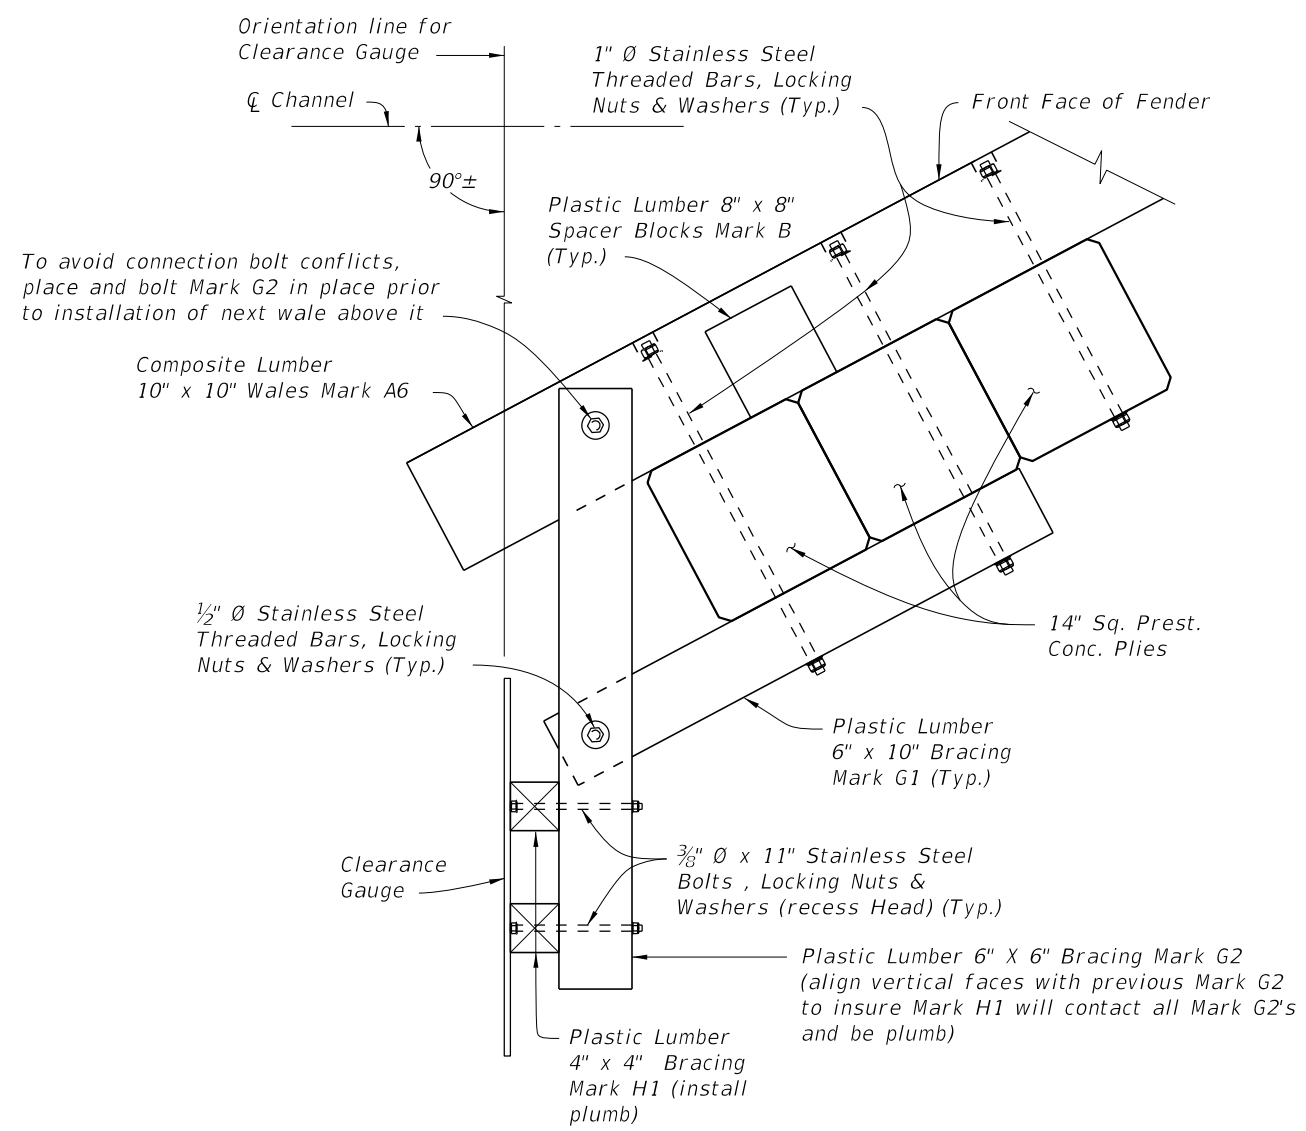 Orientation line for
Clearance Gauge
℄ Channel
90°±
1" Ø Stainless Steel
Threaded Bars, Locking
Nuts & Washers (Typ.)
Front Face of Fender
Plastic Lumber 8" x 8"
Spacer Blocks Mark B
(Typ.)
To avoid connection bolt conflicts,
place and bolt Mark G2 in place prior
to installation of next wale above it
Composite Lumber
10" x 10" Wales Mark A6
½" Ø Stainless Steel
Threaded Bars, Locking
Nuts & Washers (Typ.)
14" Sq. Prest.
Conc. Plies
Plastic Lumber
6" x 10" Bracing
Mark G1 (Typ.)
Clearance
Gauge
⅜" Ø x 11" Stainless Steel
Bolts , Locking Nuts &
Washers (recess Head) (Typ.)
Plastic Lumber 6" X 6" Bracing Mark G2
(align vertical faces with previous Mark G2
to insure Mark H1 will contact all Mark G2's
and be plumb)
Plastic Lumber
4" x 4" Bracing
Mark H1 (install
plumb)